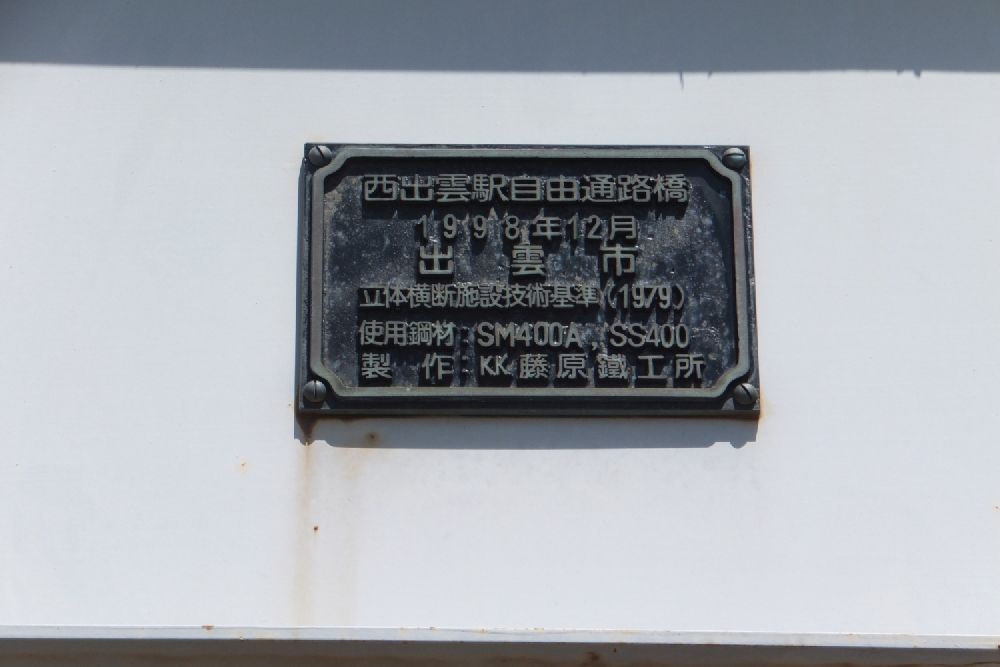 西出雲駅自由通路橋
1998年12月
出雲市
立体横断施設技術基準(1979)
使用鋼材:SM400A,SS400
製作:KK藤原鐵工所